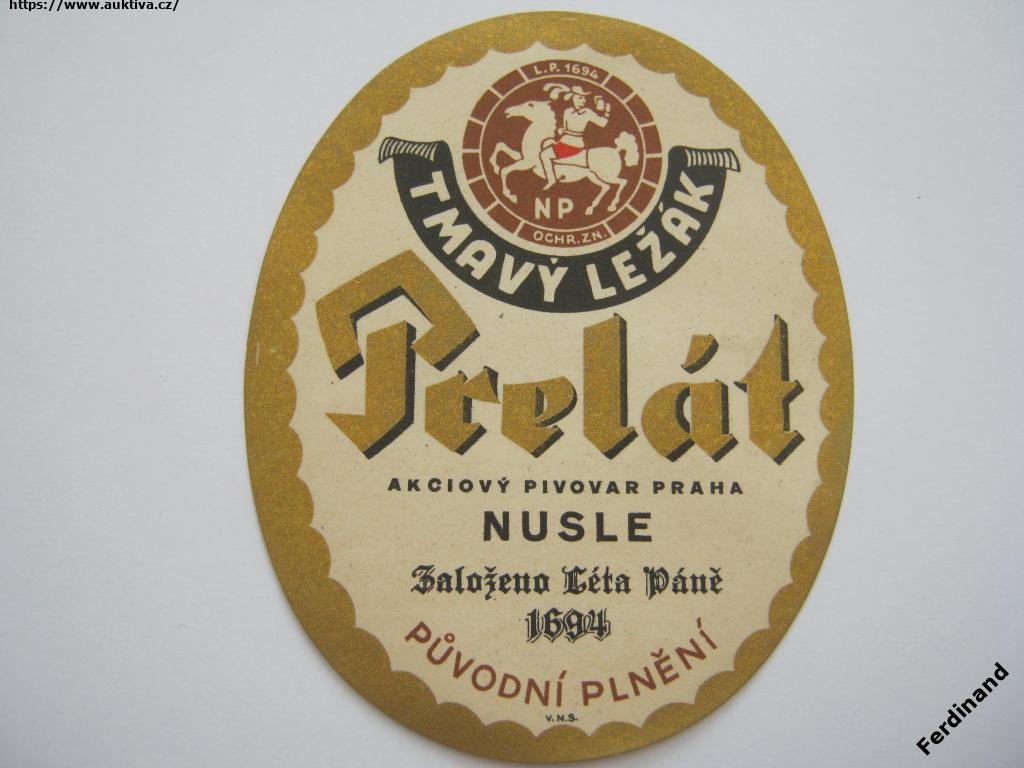 https://www.auktiva.cz/
L.P. 1694
NP
OCHR. ZN.
TMAVÝ LEŽÁK
Prelát
AKCIOVÝ PIVOVAR PRAHA
NUSLE
Založeno Léta Páně
1694
PŮVODNÍ PLNĚNÍ
V.N.S.
Ferdinand